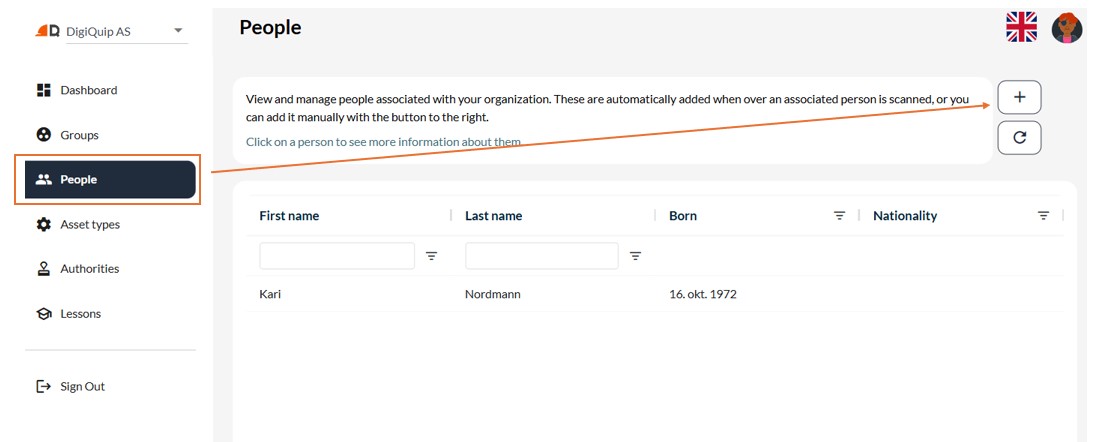 DigiQuip AS
People
Dashboard
Groups
People
Asset types
Authorities
Lessons
Sign Out
View and manage people associated with your organization. These are automatically added when over an associated person is scanned, or you
can add it manually with the button to the right.
Click on a person to see more information about them
First name Last name Born Nationality
Kari Nordmann 16. okt. 1972